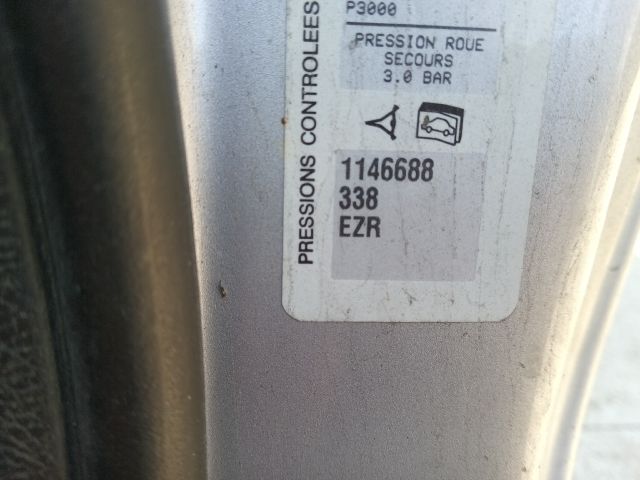 P3000
PRESSION ROUE
SECOURS
3.0 BAR
PRESSIONS CONTROLEES
1146688
338
EZR